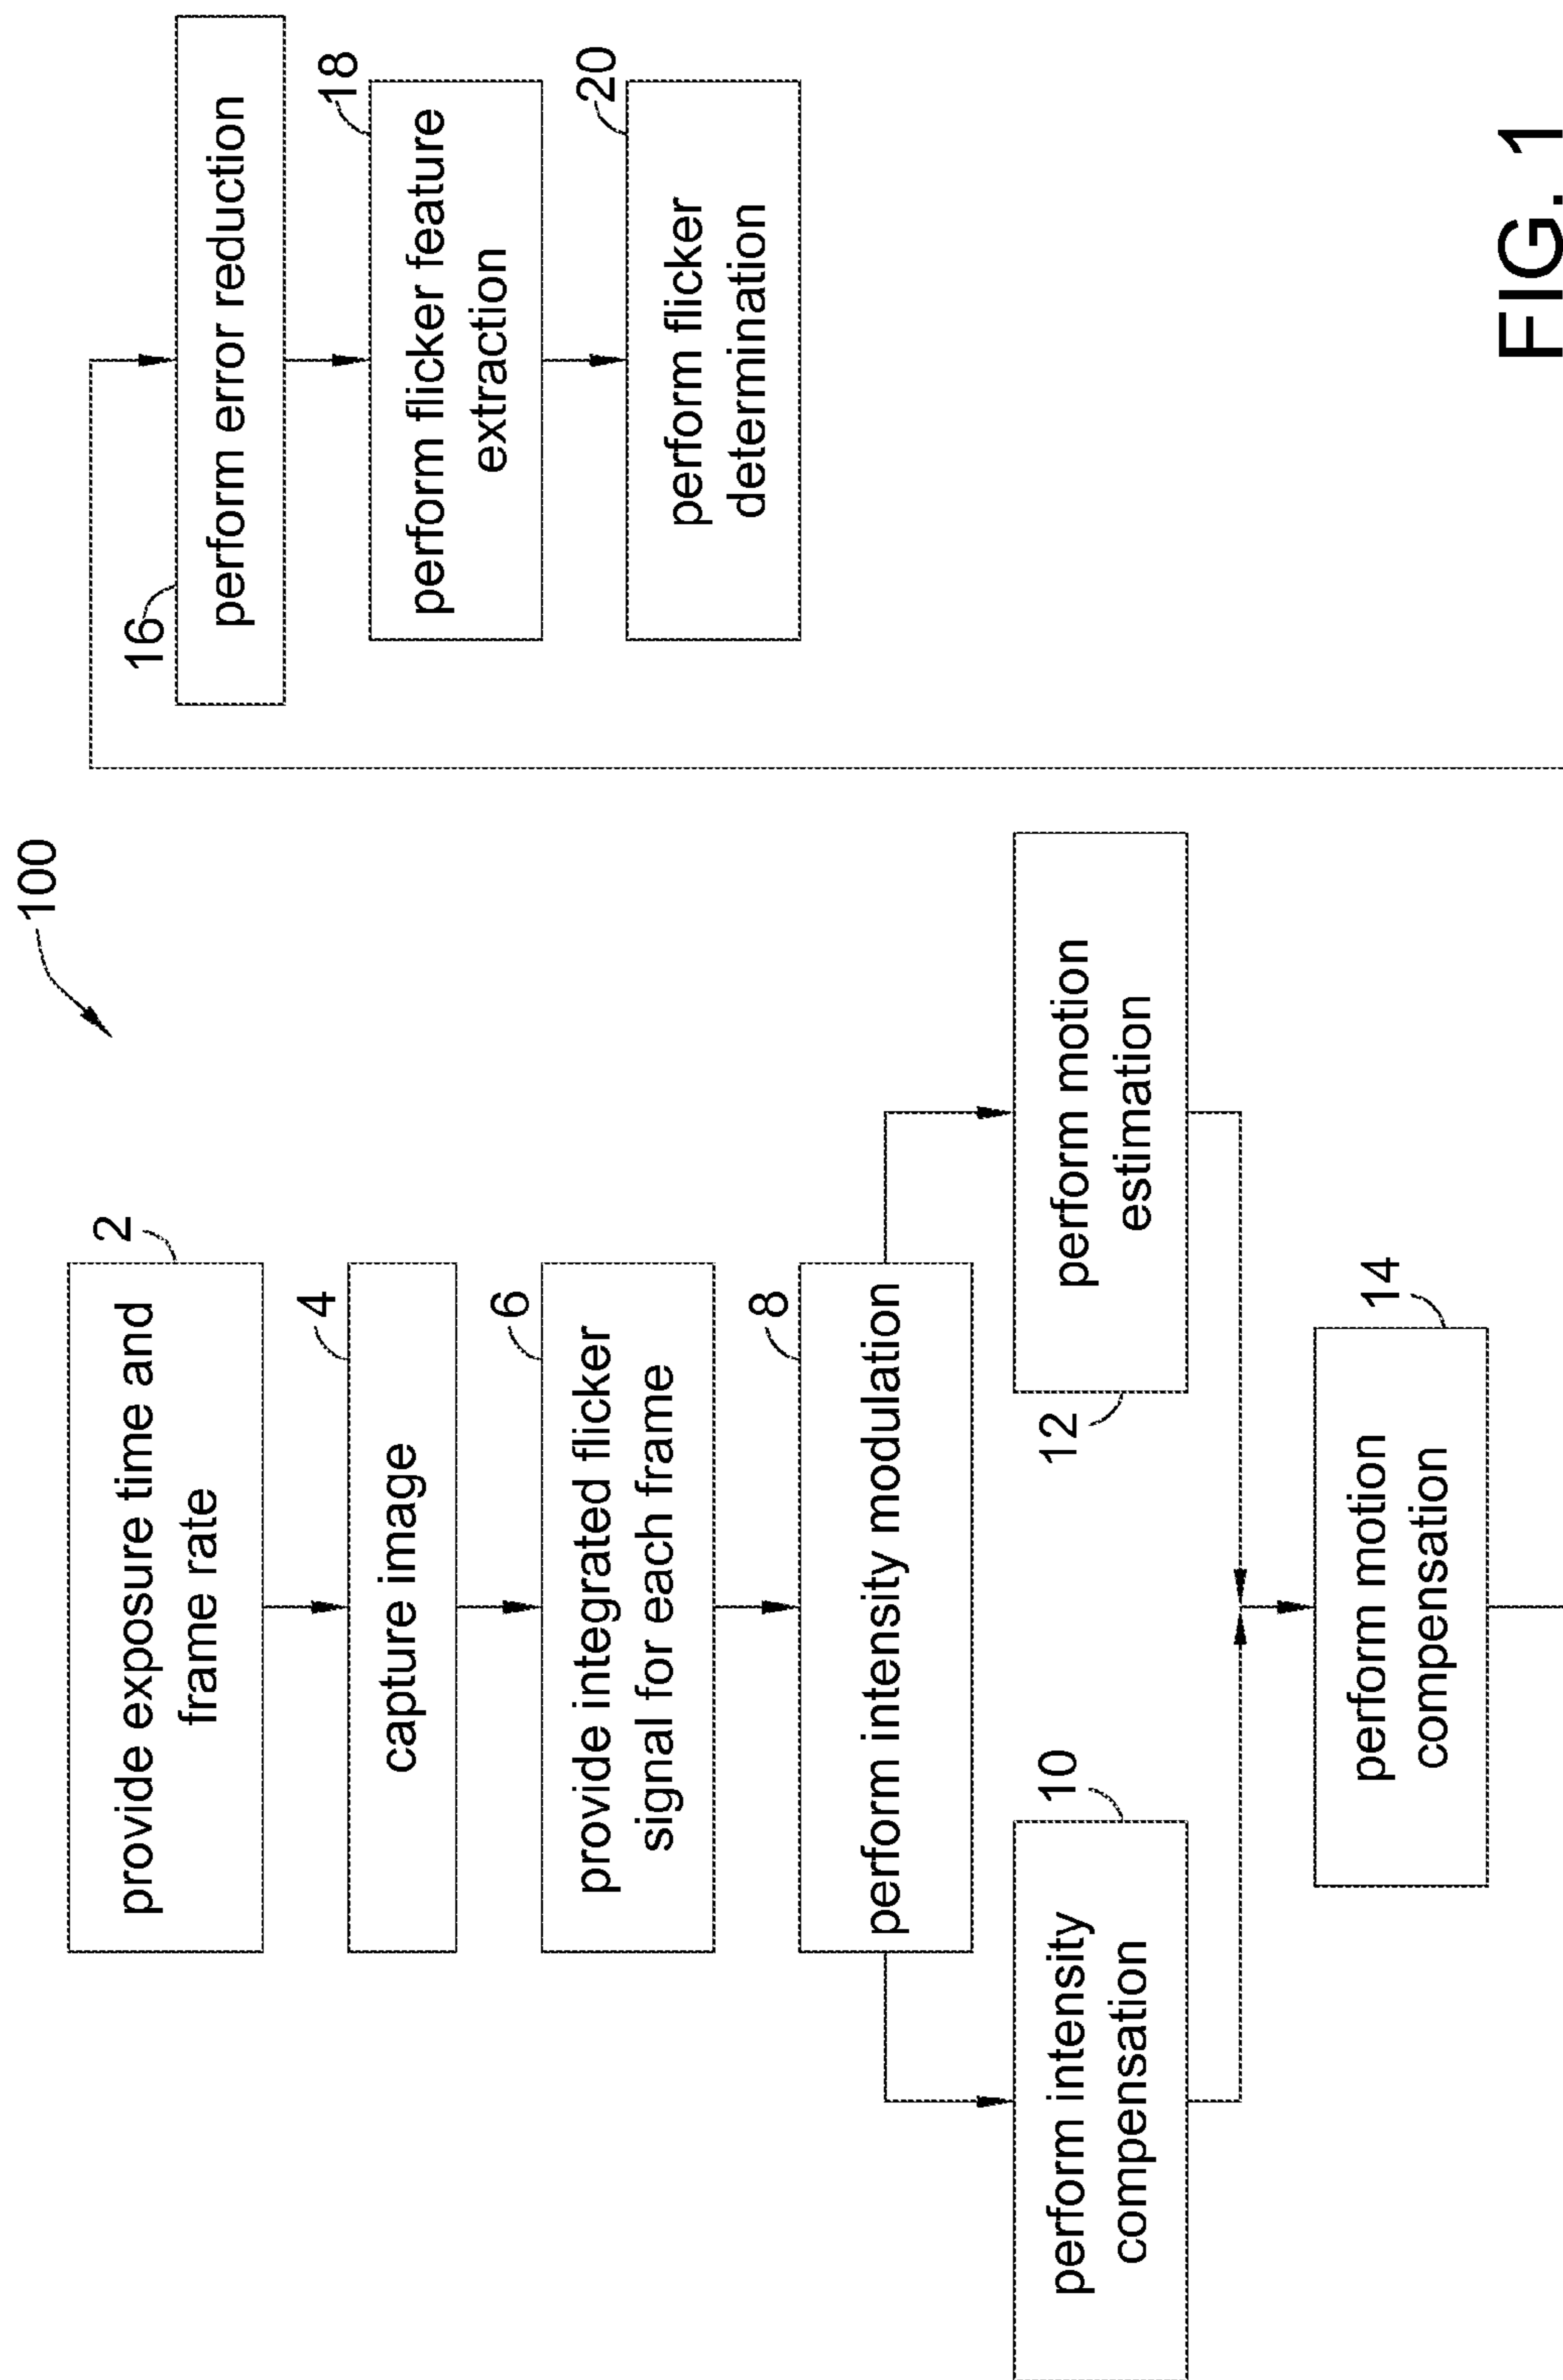 100
provide exposure time and
frame rate
2
capture image
4
provide integrated flicker
signal for each frame
6
perform intensity modulation
8
perform intensity
compensation
10
perform motion
estimation
12
perform motion
compensation
14
16
perform error reduction
18
perform flicker feature
extraction
20
perform flicker
determination
FIG. 1